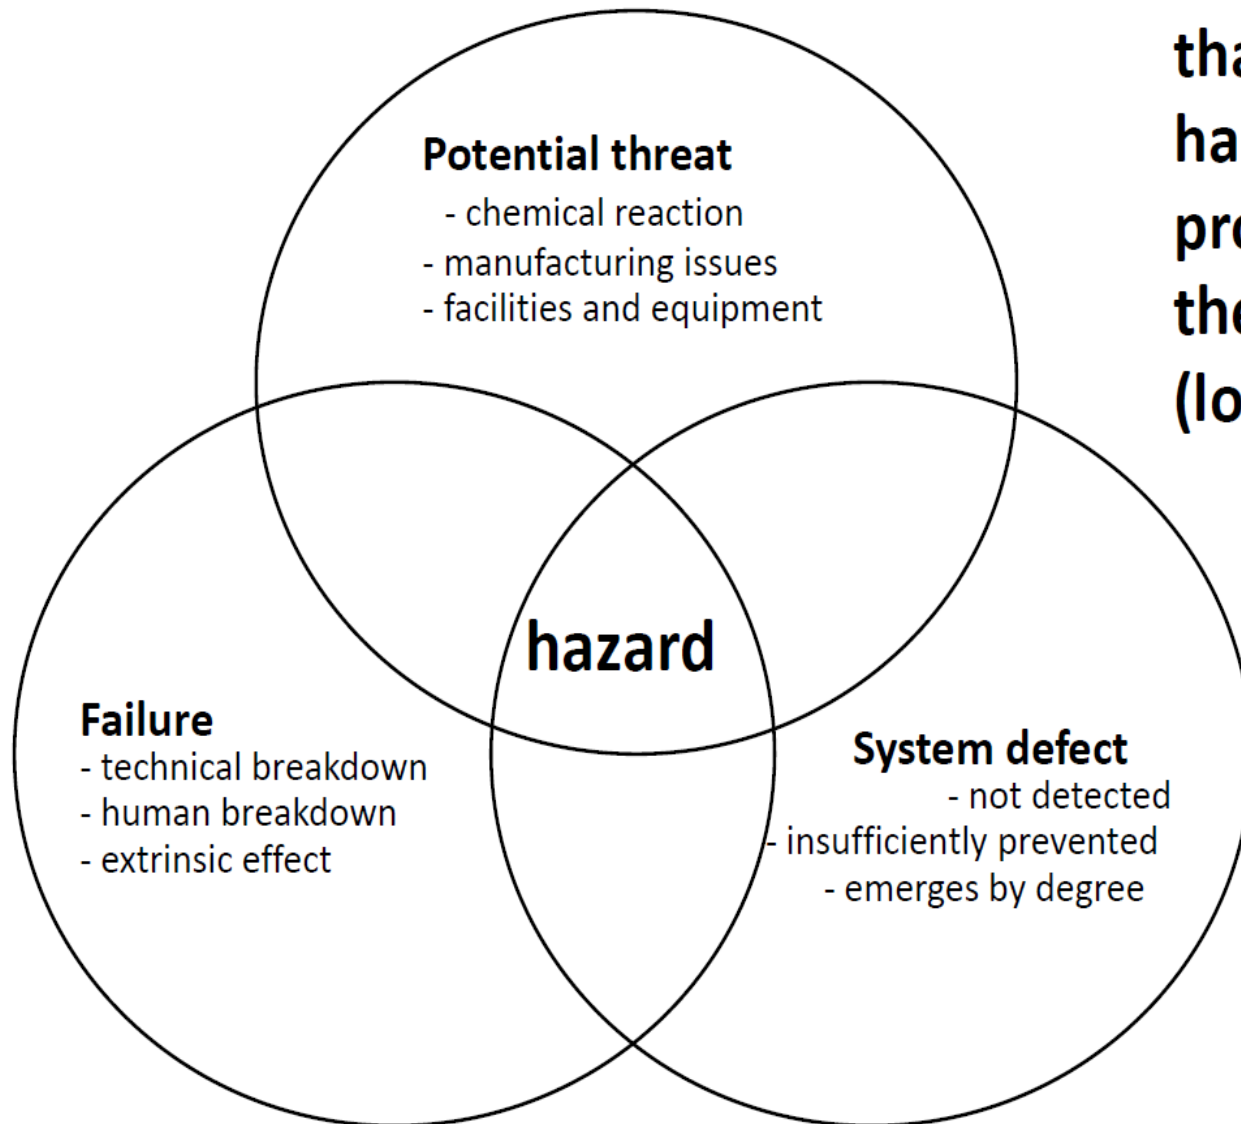 Potential threat
- chemical reaction
- manufacturing issues
- facilities and equipment
hazard
Failure
- technical breakdown
- human breakdown
- extrinsic effect
System defect
- not detected
- insufficiently prevented
- emerges by degree